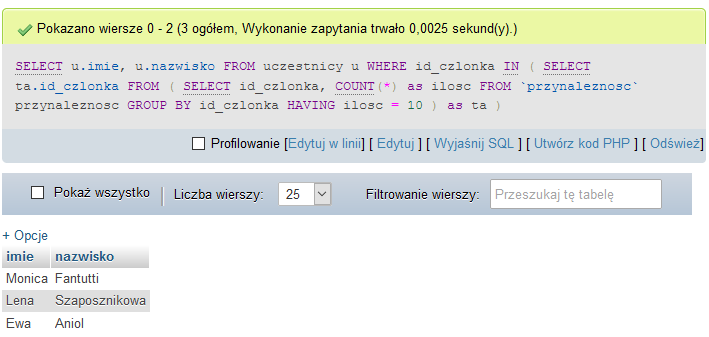 Pokazano wiersze 0 - 2 (3 ogółem, Wykonanie zapytania trwało 0,0025 sekund(y).)
SELECT u.imie, u.nazwisko FROM uczestnicy u WHERE id_czlonka IN ( SELECT
ta.id_czlonka FROM ( SELECT id_czlonka, COUNT(*) as ilosc FROM `przynaleznosc`
przynaleznosc GROUP BY id_czlonka HAVING ilosc = 10 ) as ta )
Profilowanie [Edytuj w linii] [ Edytuj ] [ Wyjaśnij SQL ] [ Utwórz kod PHP ] [ Odśwież]
Pokaż wszystko Liczba wierszy: 25 Filtrowanie wierszy: Przeszukaj tę tabelę
+ Opcje
imie nazwisko
Monica Fantutti
Lena Szaposznikowa
Ewa Aniol